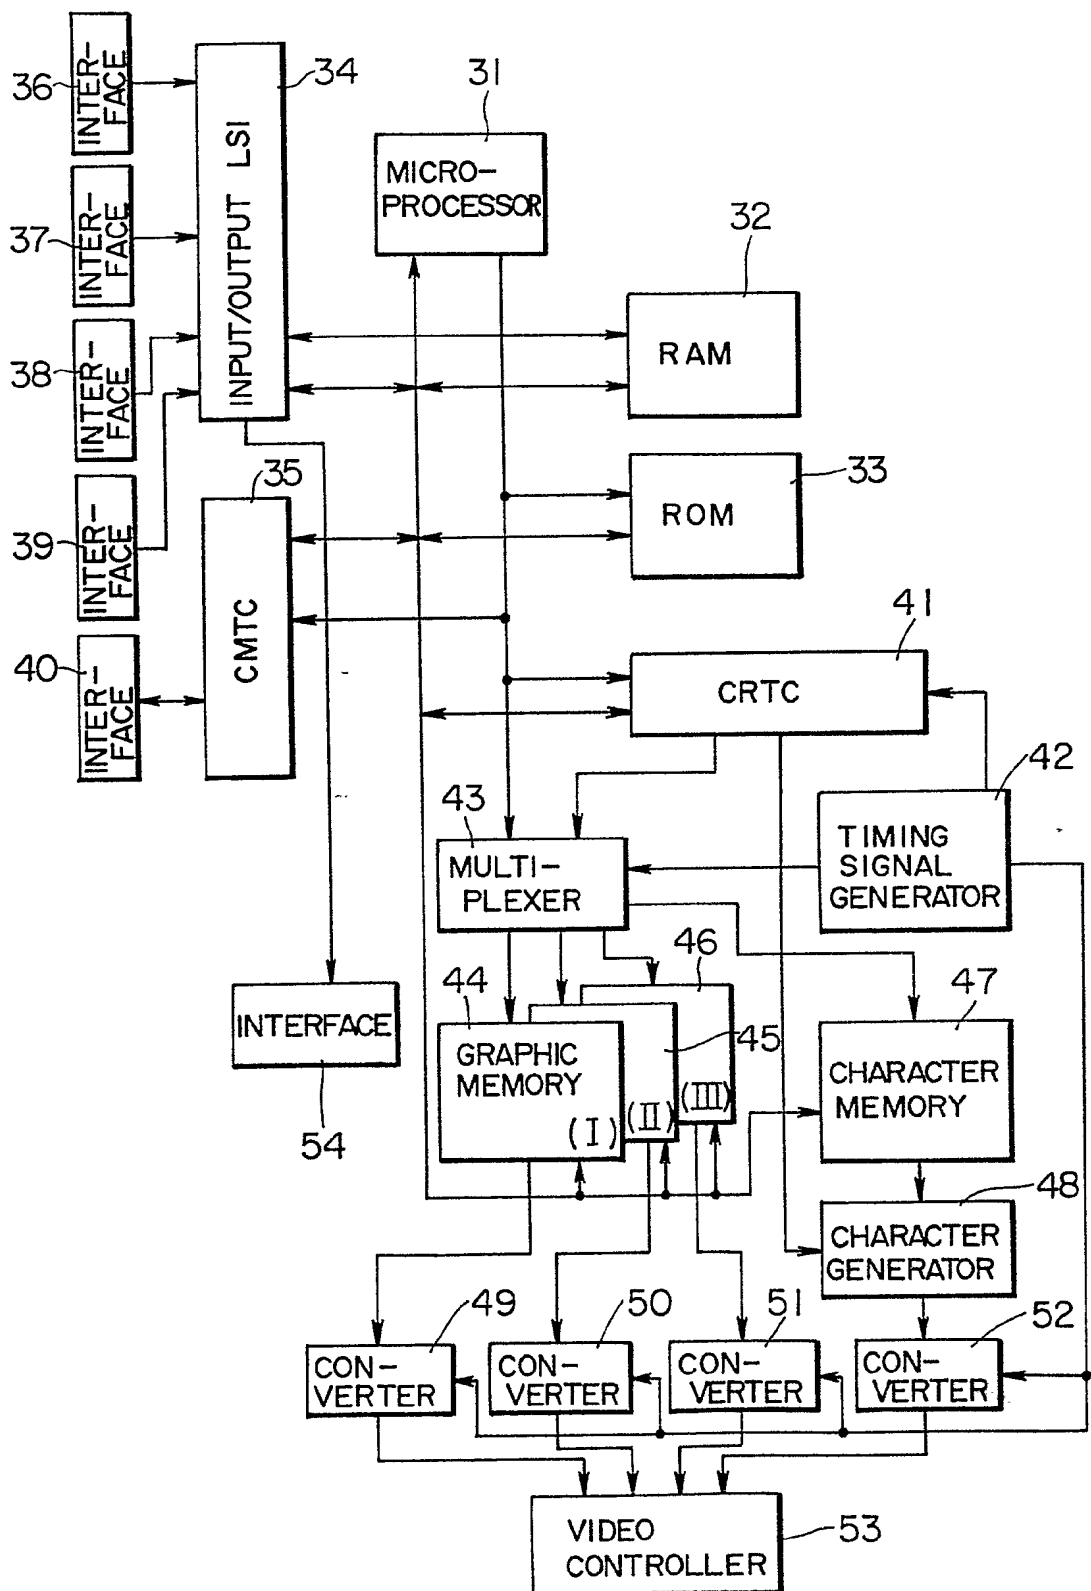 36
INTER-
FACE
34
INPUT/OUTPUT LSI
31
MICRO-
PROCESSOR
37
INTER-
FACE
32
RAM
38
INTER-
FACE
35
CMTC
33
ROM
39
INTER-
FACE
40
INTER-
FACE
41
CRTC
42
TIMING
SIGNAL
GENERATOR
43
MULTI-
PLEXER
46
44
45
47
INTERFACE
54
GRAPHIC
MEMORY
(I)
(II)
(III)
CHARACTER
MEMORY
48
CHARACTER
GENERATOR
49
CON-
VERTER
50
CON-
VERTER
51
CON-
VERTER
52
CON-
VERTER
VIDEO
CONTROLLER
53